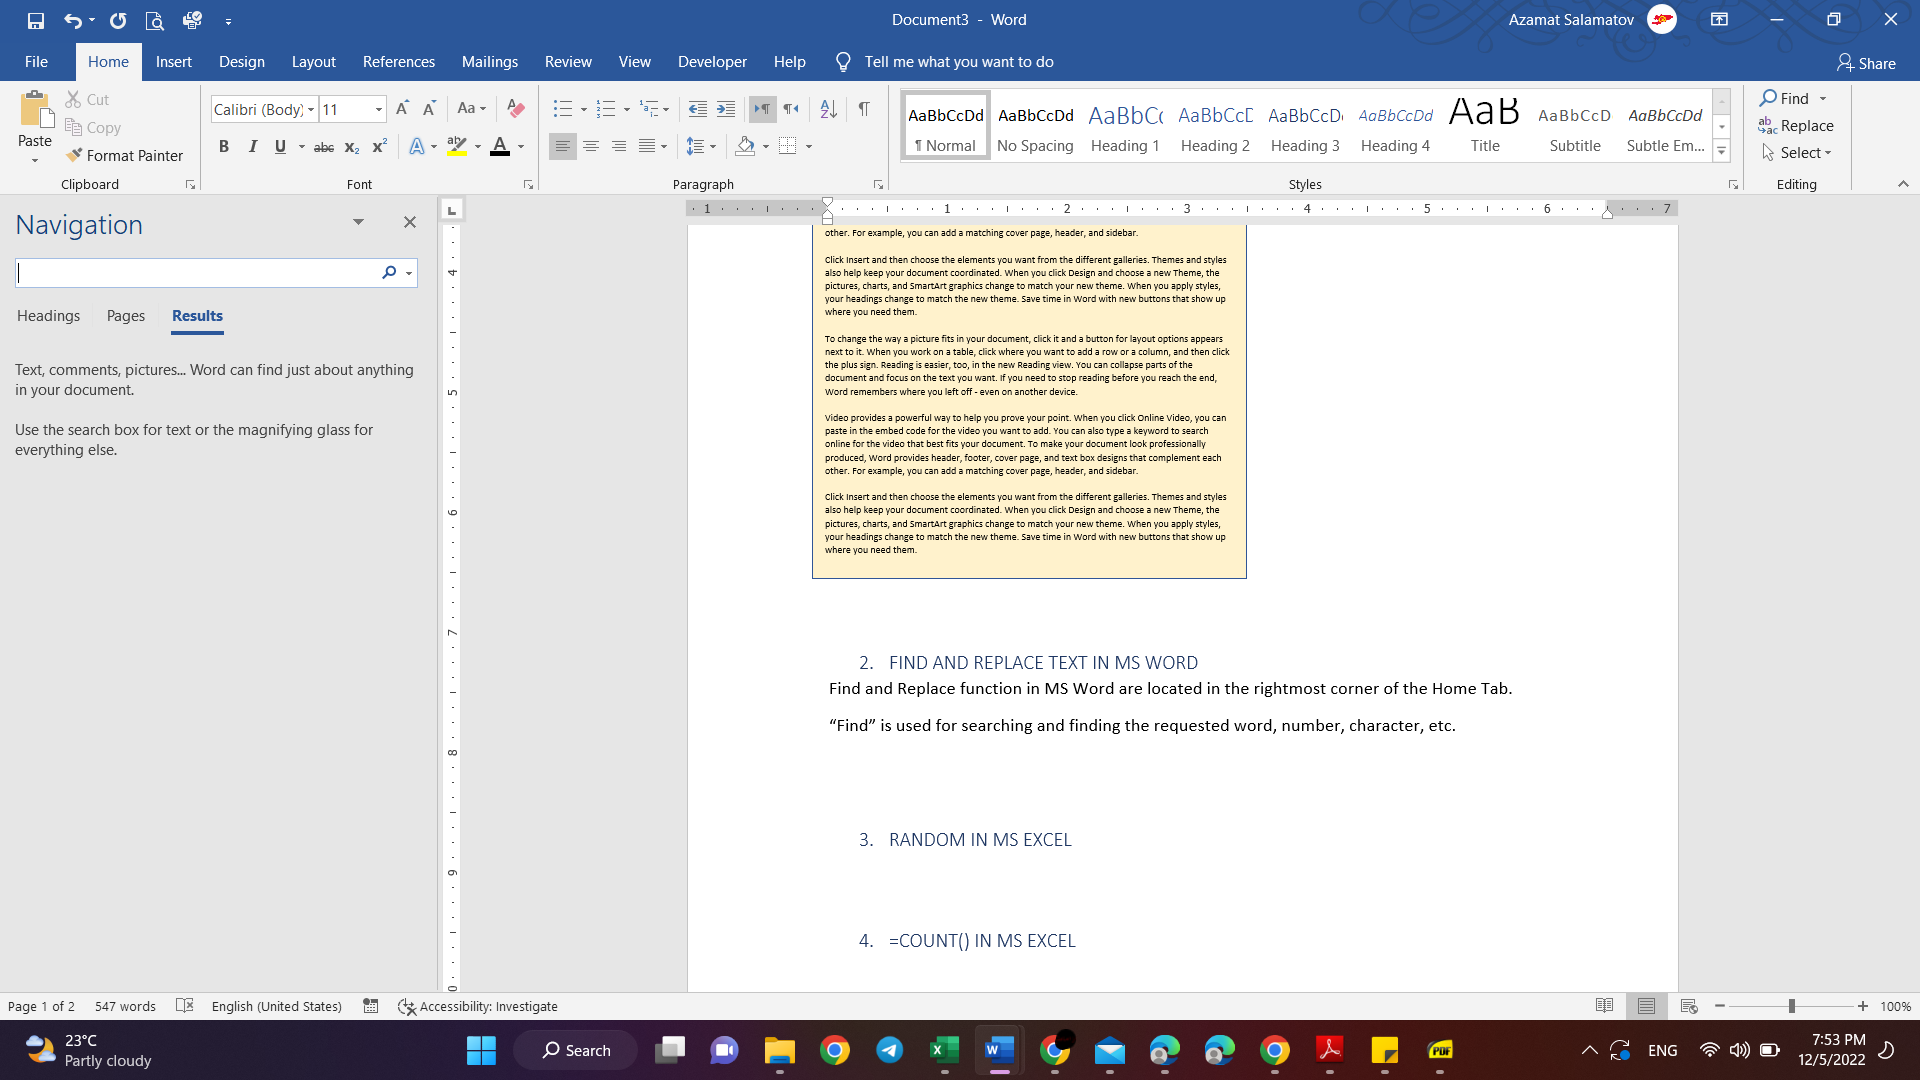 Document3 - Word
Azamat Salamatov
File Home Insert Design Layout References Mailings Review View Developer Help Tell me what you want to do
Share
Cut
Copy
Paste
Format Painter
Clipboard
Calibri (Body) 11
Aa
B I U abc x₂ x²
Font
Paragraph
AaBbCcDd AaBbCcDd AaBbCc AaBbCcD AaBbCcD AaBbCcDd AaB AaBbCcD AaBbCcDd
¶ Normal No Spacing Heading 1 Heading 2 Heading 3 Heading 4 Title Subtitle Subtle Em...
Styles
Find
Replace
Select
Editing
Navigation
Headings Pages Results
Text, comments, pictures... Word can find just about anything
in your document.
Use the search box for text or the magnifying glass for
everything else.
1 1 2 3 4 5 6 7
4
5
6
7
8
9
other. For example, you can add a matching cover page, header, and sidebar.
Click Insert and then choose the elements you want from the different galleries. Themes and styles
also help keep your document coordinated. When you click Design and choose a new Theme, the
pictures, charts, and SmartArt graphics change to match your new theme. When you apply styles,
your headings change to match the new theme. Save time in Word with new buttons that show up
where you need them.
To change the way a picture fits in your document, click it and a button for layout options appears
next to it. When you work on a table, click where you want to add a row or a column, and then click
the plus sign. Reading is easier, too, in the new Reading view. You can collapse parts of the
document and focus on the text you want. If you need to stop reading before you reach the end,
Word remembers where you left off - even on another device.
Video provides a powerful way to help you prove your point. When you click Online Video, you can
paste in the embed code for the video you want to add. You can also type a keyword to search
online for the video that best fits your document. To make your document look professionally
produced, Word provides header, footer, cover page, and text box designs that complement each
other. For example, you can add a matching cover page, header, and sidebar.
Click Insert and then choose the elements you want from the different galleries. Themes and styles
also help keep your document coordinated. When you click Design and choose a new Theme, the
pictures, charts, and SmartArt graphics change to match your new theme. When you apply styles,
your headings change to match the new theme. Save time in Word with new buttons that show up
where you need them.
2. FIND AND REPLACE TEXT IN MS WORD
Find and Replace function in MS Word are located in the rightmost corner of the Home Tab.
“Find” is used for searching and finding the requested word, number, character, etc.
3. RANDOM IN MS EXCEL
4. =COUNT() IN MS EXCEL
Page 1 of 2 547 words English (United States) Accessibility: Investigate
100%
23°C
Partly cloudy
Search
PDF
ENG
7:53 PM
12/5/2022